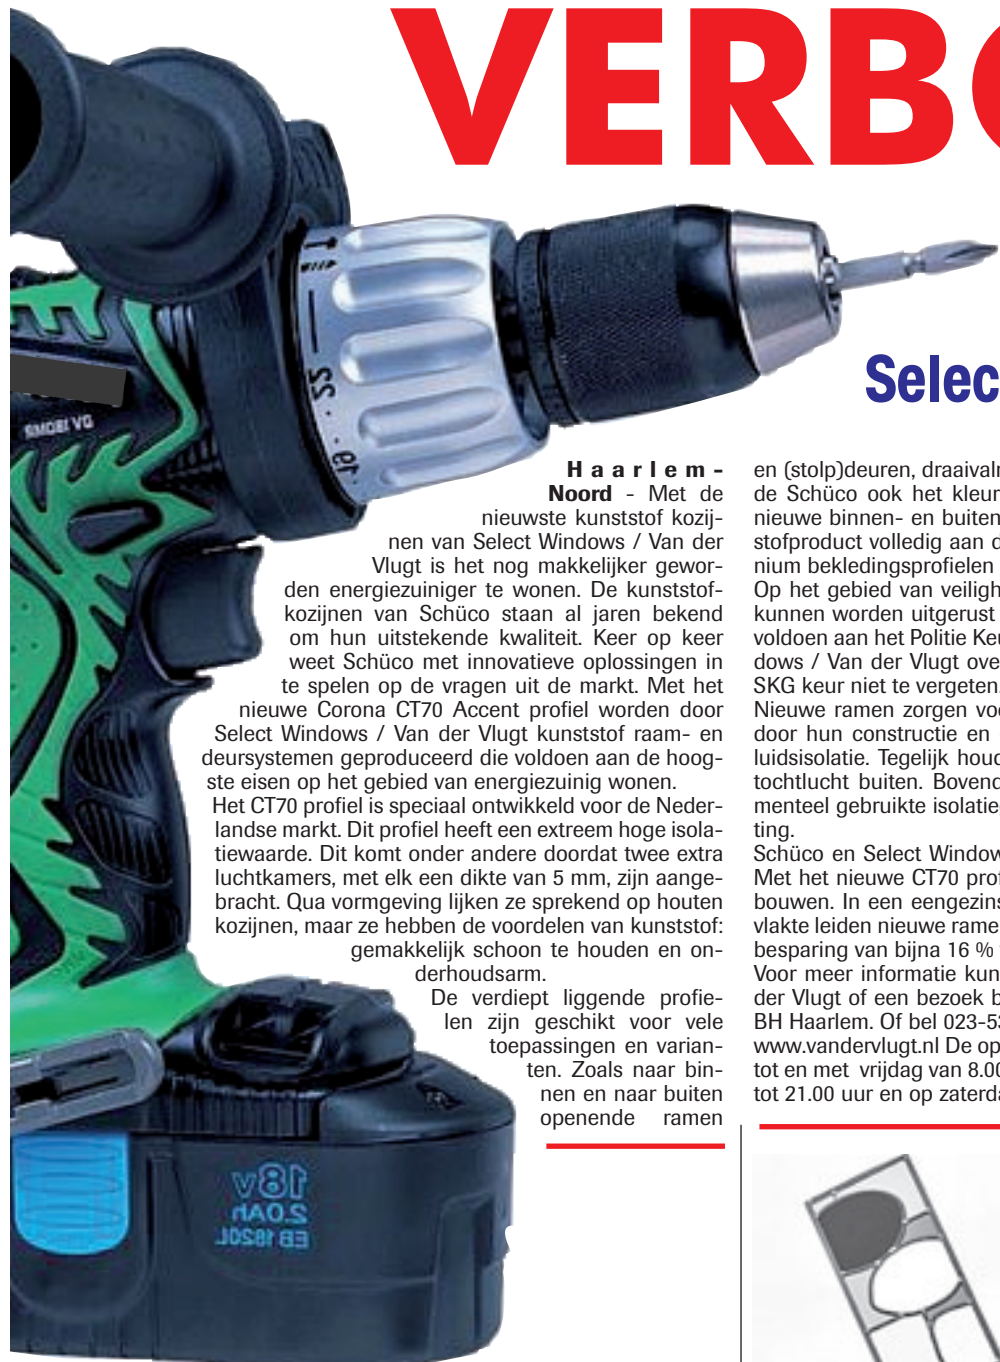 VERBO
Selec
Haarlem-
Noord - Met de
nieuwste kunststof kozij-
nen van Select Windows / Van der
Vlugt is het nog makkelijker gewor-
den energiezuiniger te wonen. De kunststof-
kozijnen van Schüco staan al jaren bekend
om hun uitstekende kwaliteit. Keer op keer
weet Schüco met innovatieve oplossingen in
te spelen op de vragen uit de markt. Met het
nieuwe Corona CT70 Accent profiel worden door
Select Windows / Van der Vlugt kunststof raam- en
deursystemen geproduceerd die voldoen aan de hoog-
ste eisen op het gebied van energiezuinig wonen.
Het CT70 profiel is speciaal ontwikkeld voor de Neder-
landse markt. Dit profiel heeft een extreem hoge isola-
tiewaarde. Dit komt onder andere doordat twee extra
luchtkamers, met elk een dikte van 5 mm, zijn aange-
bracht. Qua vormgeving lijken ze sprekend op houten
kozijnen, maar ze hebben de voordelen van kunststof:
gemakkelijk schoon te houden en on-
derhoudsarm.
De verdiept liggende profie-
len zijn geschikt voor vele
toepassingen en varian-
ten. Zoals naar bin-
nen en naar buiten
openende ramen
en (stolp)deuren, draaivalr
de Schüco ook het kleur
nieuwe binnen- en buiten
stofproduct volledig aan d
nium bekledingsprofielen
Op het gebied van veiligh
kunnen worden uitgerust
voldoen aan het Politie Keu
dows / Van der Vlugt over
SKG keur niet te vergeten.
Nieuwe ramen zorgen voo
door hun constructie en
luidsisolatie. Tegelijk houd
tochtlucht buiten. Bovend
menteel gebruikte isolatie
ting.
Schüco en Select Window
Met het nieuwe CT70 prof
bouwen. In een eengezins
vlakte leiden nieuwe rame
besparing van bijna 16 %
Voor meer informatie kun
der Vlugt of een bezoek b
BH Haarlem. Of bel 023-53
www.vandervlugt.nl De op
tot en met vrijdag van 8.00
tot 21.00 uur en op zaterda
22 · 19 ·
DV 18DMR
18v
2.0Ah
EB 1820L